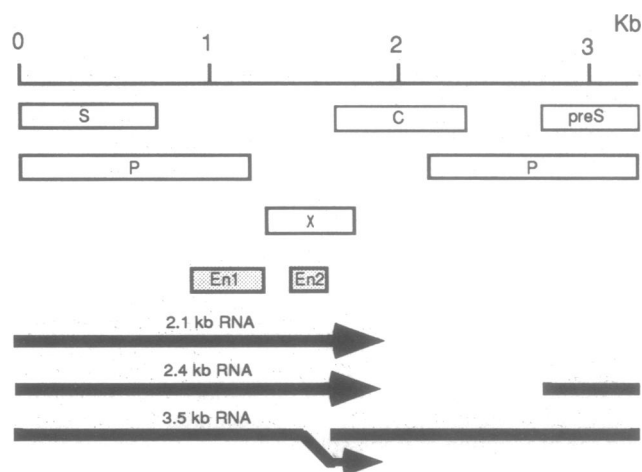 Kb
0 1 2 3
S C preS
P P
X
En1 En2
2.1 kb RNA
2.4 kb RNA
3.5 kb RNA